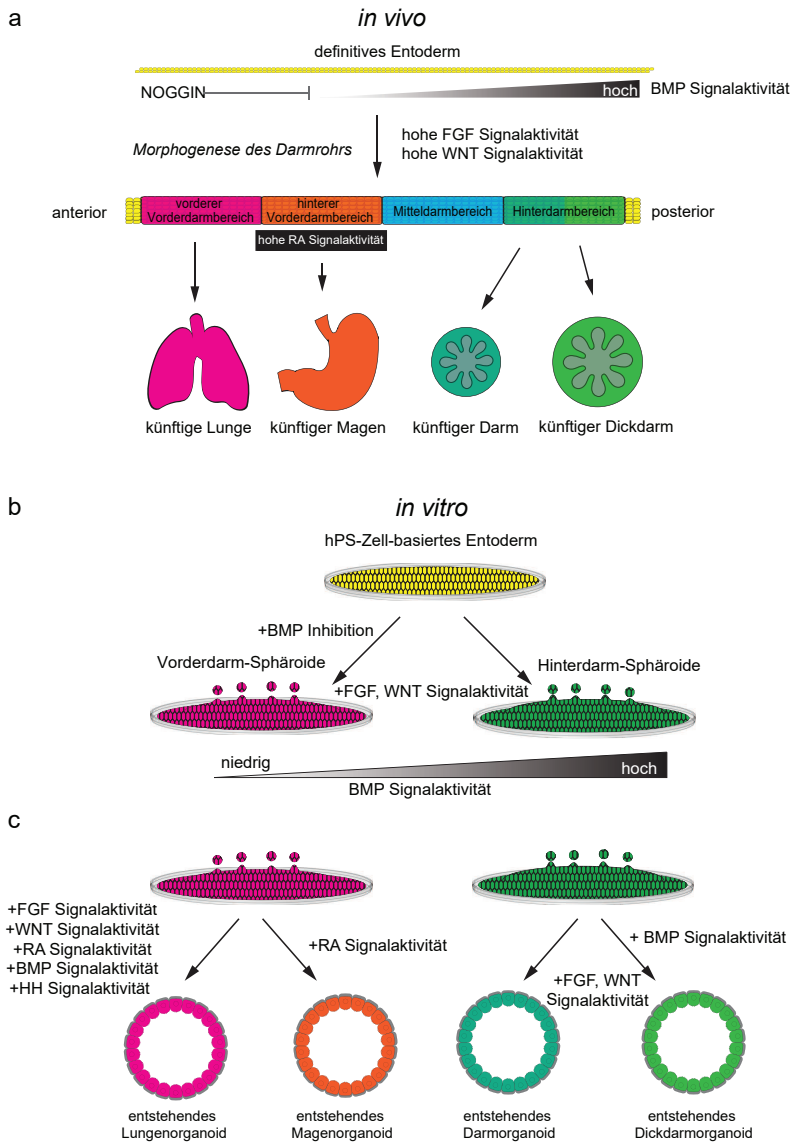 a
in vivo
definitives Entoderm
NOGGIN
hoch
BMP Signalaktivität
Morphogenese des Darmrohrs
hohe FGF Signalaktivität
hohe WNT Signalaktivität
anterior
vorderer
Vorderdarmbereich
hinterer
Vorderdarmbereich
Mitteldarmbereich
Hinterdarmbereich
posterior
hohe RA Signalaktivität
künftige Lunge
künftiger Magen
künftiger Darm
künftiger Dickdarm
b
in vitro
hPS-Zell-basiertes Entoderm
+BMP Inhibition
Vorderdarm-Sphäroide
+FGF, WNT Signalaktivität
Hinterdarm-Sphäroide
niedrig
hoch
BMP Signalaktivität
c
+FGF Signalaktivität
+WNT Signalaktivität
+RA Signalaktivität
+BMP Signalaktivität
+HH Signalaktivität
+RA Signalaktivität
+FGF, WNT
Signalaktivität
+ BMP Signalaktivität
entstehendes
Lungenorganoid
entstehendes
Magenorganoid
entstehendes
Darmorganoid
entstehendes
Dickdarmorganoid